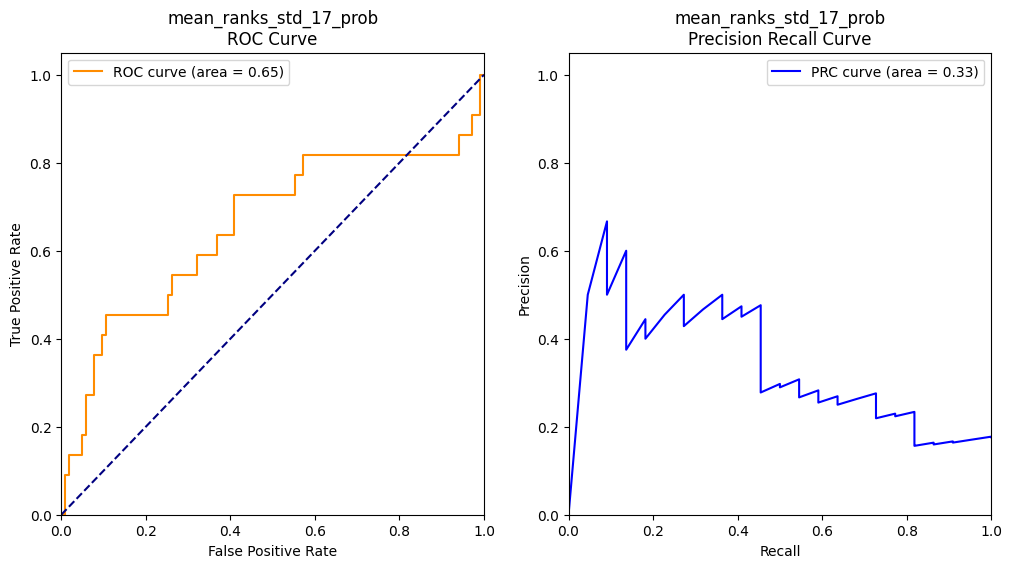 mean_ranks_std_17_prob
ROC Curve
ROC curve (area = 0.65)
True Positive Rate
1.0
0.8
0.6
0.4
0.2
0.0
0.0 0.2 0.4 0.6 0.8 1.0
False Positive Rate
mean_ranks_std_17_prob
Precision Recall Curve
PRC curve (area = 0.33)
Precision
1.0
0.8
0.6
0.4
0.2
0.0
0.0 0.2 0.4 0.6 0.8 1.0
Recall